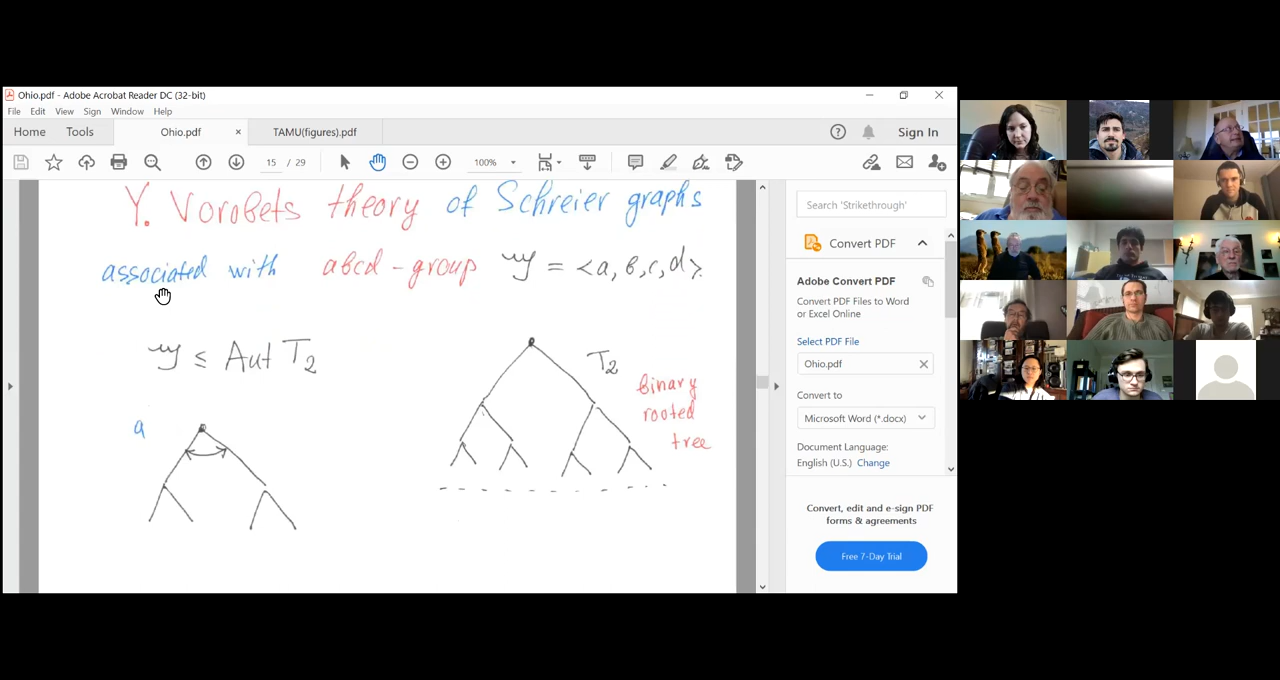 Ohio.pdf - Adobe Acrobat Reader DC (32-bit)
File Edit View Sign Window Help
Home Tools Ohio.pdf × TAMU(figures).pdf Sign In
15 / 29 100%
Y. Vorobets theory of Schreier graphs
associated with abcd-group = <a, b, c, d>.
≤ Aut T2
T2
binary
rooted
tree
a
Search 'Strikethrough'
Convert PDF
Adobe Acrobat Export PDF
Convert PDF Files to Word
or Excel Online
Select PDF File
Ohio.pdf
Convert to
Microsoft Word (*.docx)
Document Language:
English (U.S.) Change
Convert, edit and e-sign PDF
forms & agreements
Free 7-Day Trial